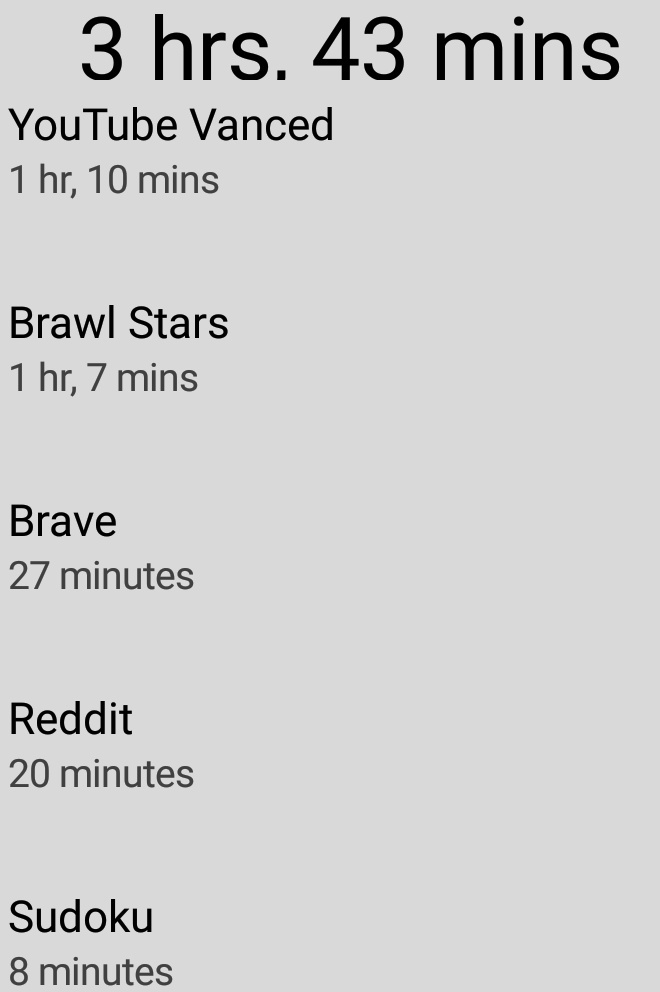 3 hrs. 43 mins
YouTube Vanced
1 hr, 10 mins
Brawl Stars
1 hr, 7 mins
Brave
27 minutes
Reddit
20 minutes
Sudoku
8 minutes